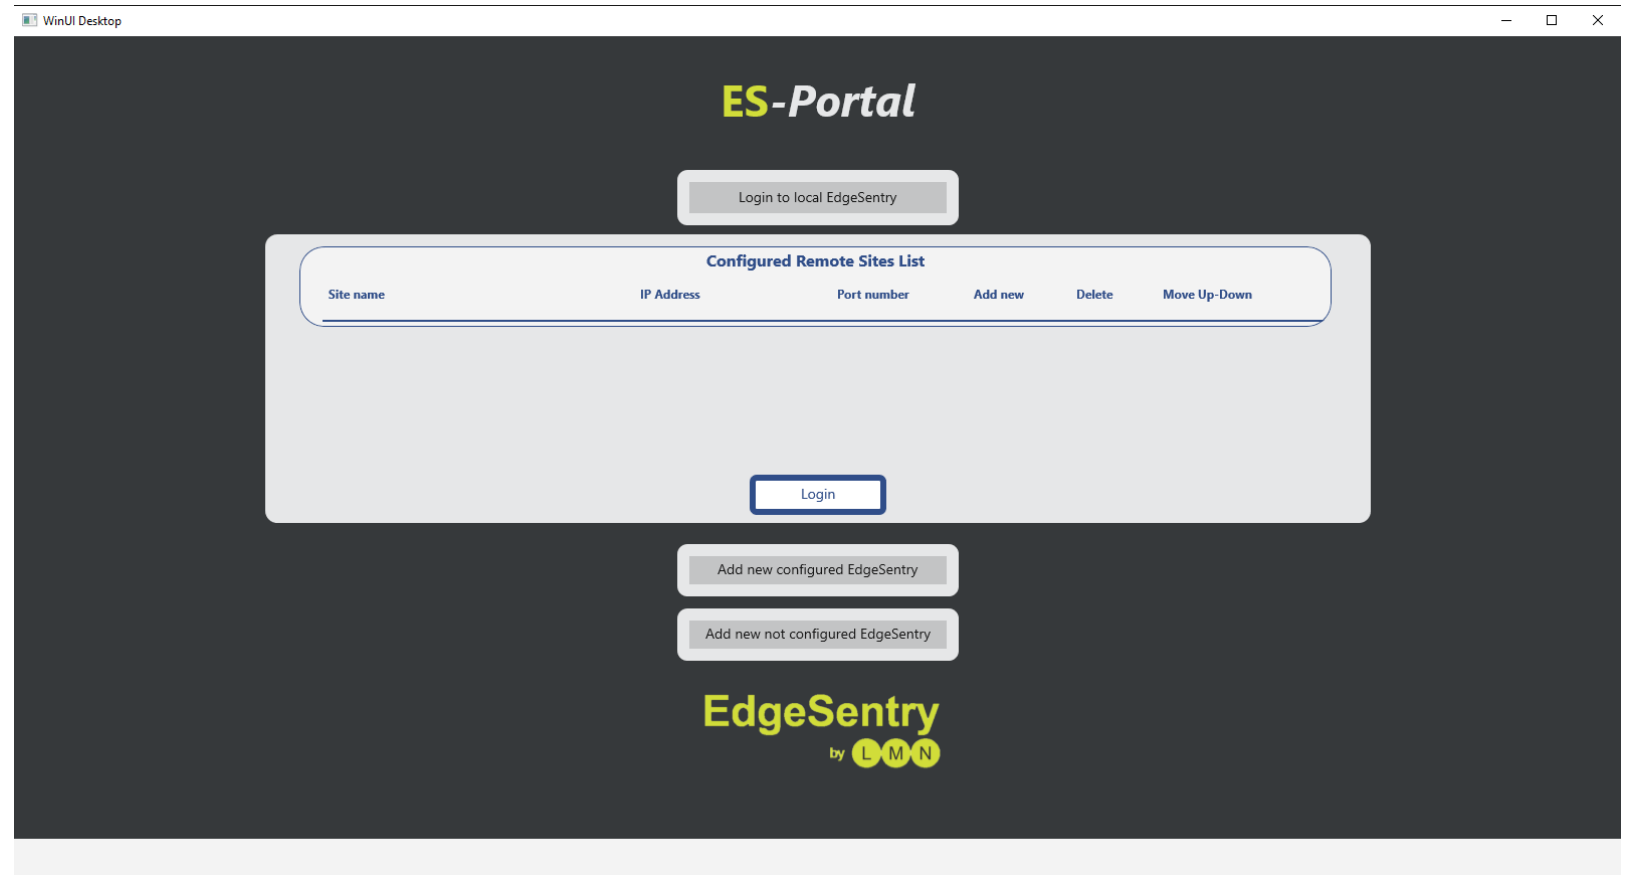 WinUI Desktop
ES-Portal
Login to local EdgeSentry
Configured Remote Sites List
Site name IP Address Port number Add new Delete Move Up-Down
Login
Add new configured EdgeSentry
Add new not configured EdgeSentry
EdgeSentry
by L M N